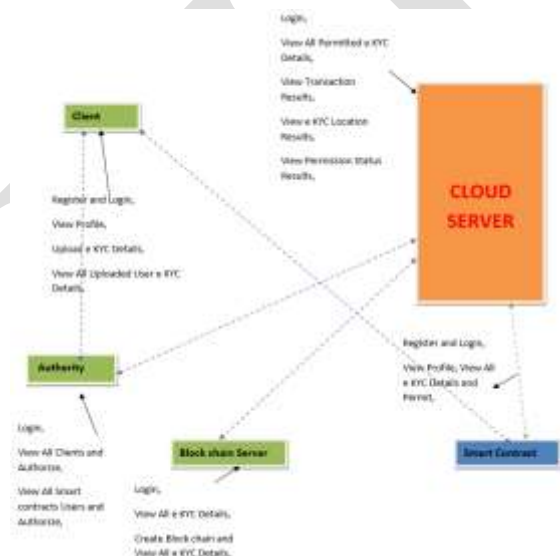 Login,
View All Permitted e KYC
Details,
View Transaction
Results,
View e KYC Location
Results,
View Permission Status
Results,
CLOUD
SERVER
Client
Register and Login,
View Profile,
Upload e KYC Details,
View All Uploaded User e KYC
Details,
Authority
Login,
View All Clients and
Authorize,
View All Smart
contracts Users and
Authorize,
Block chain Server
Login,
View All e KYC Details,
Create Block chain and
View All e KYC Details,
Register and Login,
View Profile, View All
e KYC Details and
Permit,
Smart Contract